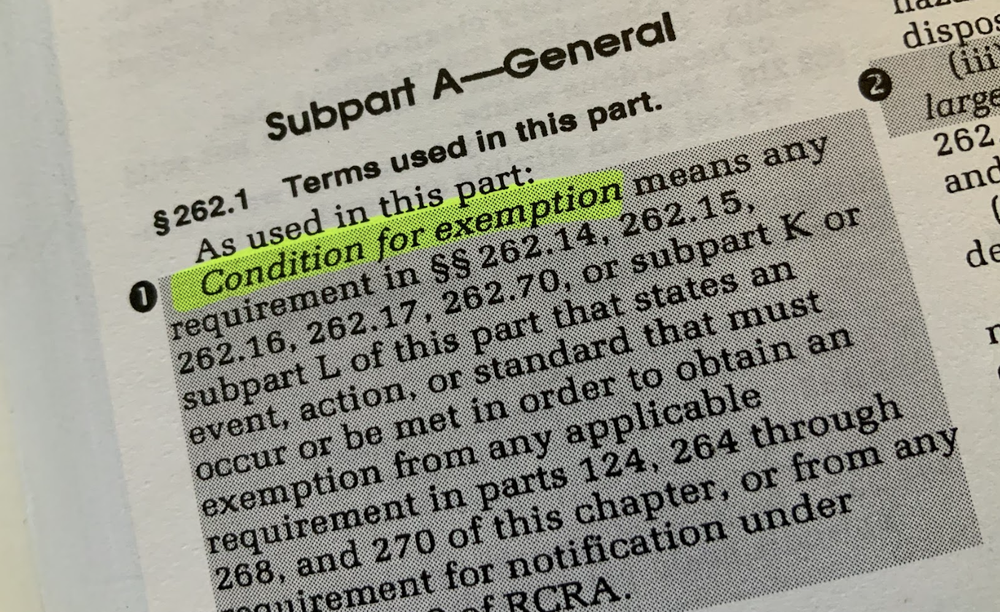 Subpart A—General
§ 262.1 Terms used in this part.
As used in this part:
1
Condition for exemption means any
requirement in §§ 262.14, 262.15,
262.16, 262.17, 262.70, or subpart K or
subpart L of this part that states an
event, action, or standard that must
occur or be met in order to obtain an
exemption from any applicable
requirement in parts 124, 264 through
268, and 270 of this chapter, or from any
requirement for notification under
of RCRA.
dispos
2
(iii
large
262
and
(
de